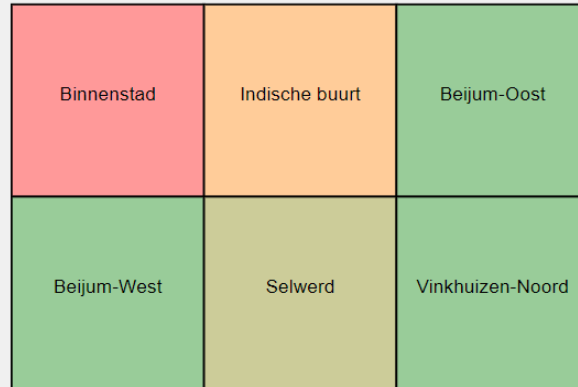 Binnenstad
Indische buurt
Beijum-Oost
Beijum-West
Selwerd
Vinkhuizen-Noord